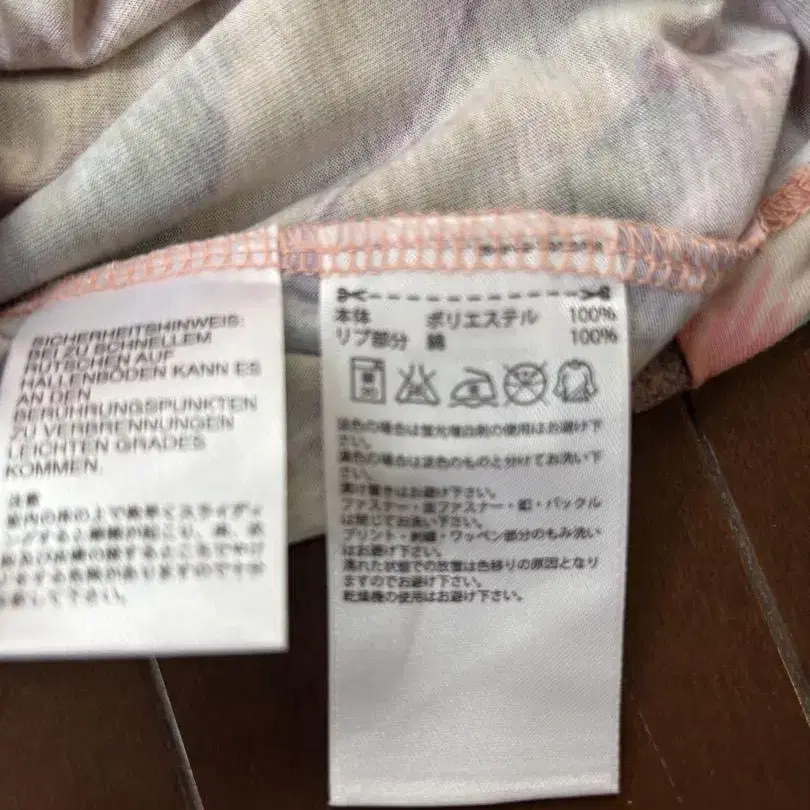 SICHERHEITSHINWEIS:
BEI ZU SCHNELLEM
RUTSCHEN AUF
HALLENBÖDEN KANN ES
AN DEN
BERÜHRUNGSPUNKTEN
ZU VERBRENNUNGEN
LEICHTEN GRADES
KOMMEN.
注意
本体 ポリエステル 100%
リブ部分 綿 100%
淡色の場合は蛍光増白剤の使用はお避け下
さい。
濃色の場合は淡色のものと分けてお洗い下
さい。
漬け置きはお避け下さい。
ファスナー・面ファスナー・釦・バックル
は閉じてお洗い下さい。
プリント・刺繍・ワッペン部分のもみ洗い
はお避け下さい。
濡れた状態での放置は色移りの原因となり
ますのでお避け下さい。
乾燥機の使用はお避け下さい。